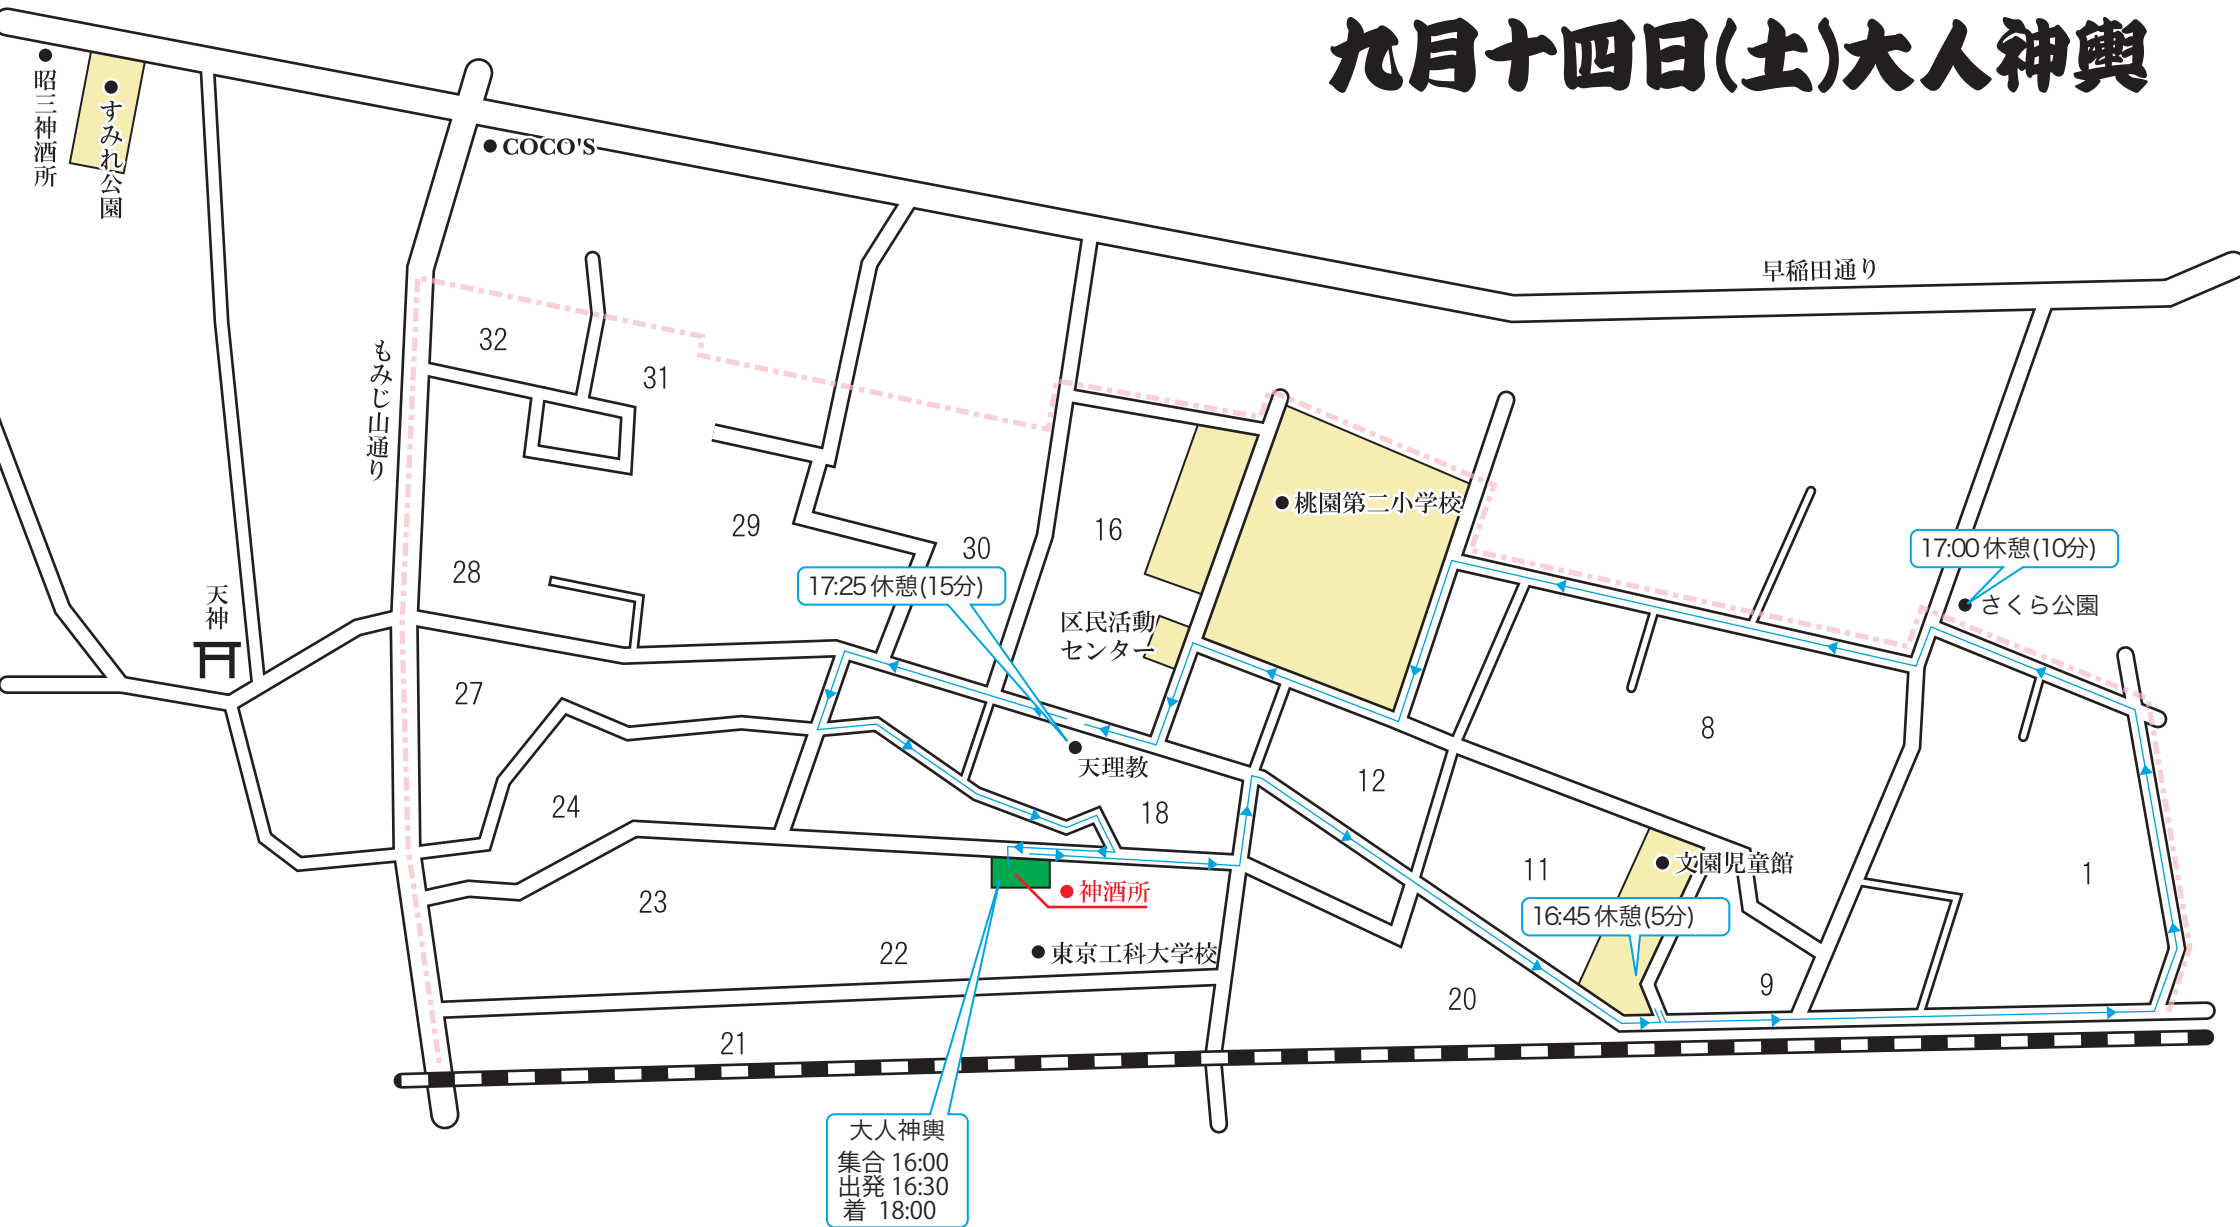 九月十四日(土)大人神輿
昭三神酒所
すみれ公園
COCO'S
早稲田通り
もみじ山通り
32
31
29
30
16
28
桃園第二小学校
17:00 休憩(10分)
さくら公園
17:25 休憩(15分)
区民活動
センター
天神
27
天理教
8
12
18
24
11
文園児童館
1
23
神酒所
16:45 休憩(5分)
22
東京工科大学校
20
9
21
大人神輿
集合 16:00
出発 16:30
着 18:00